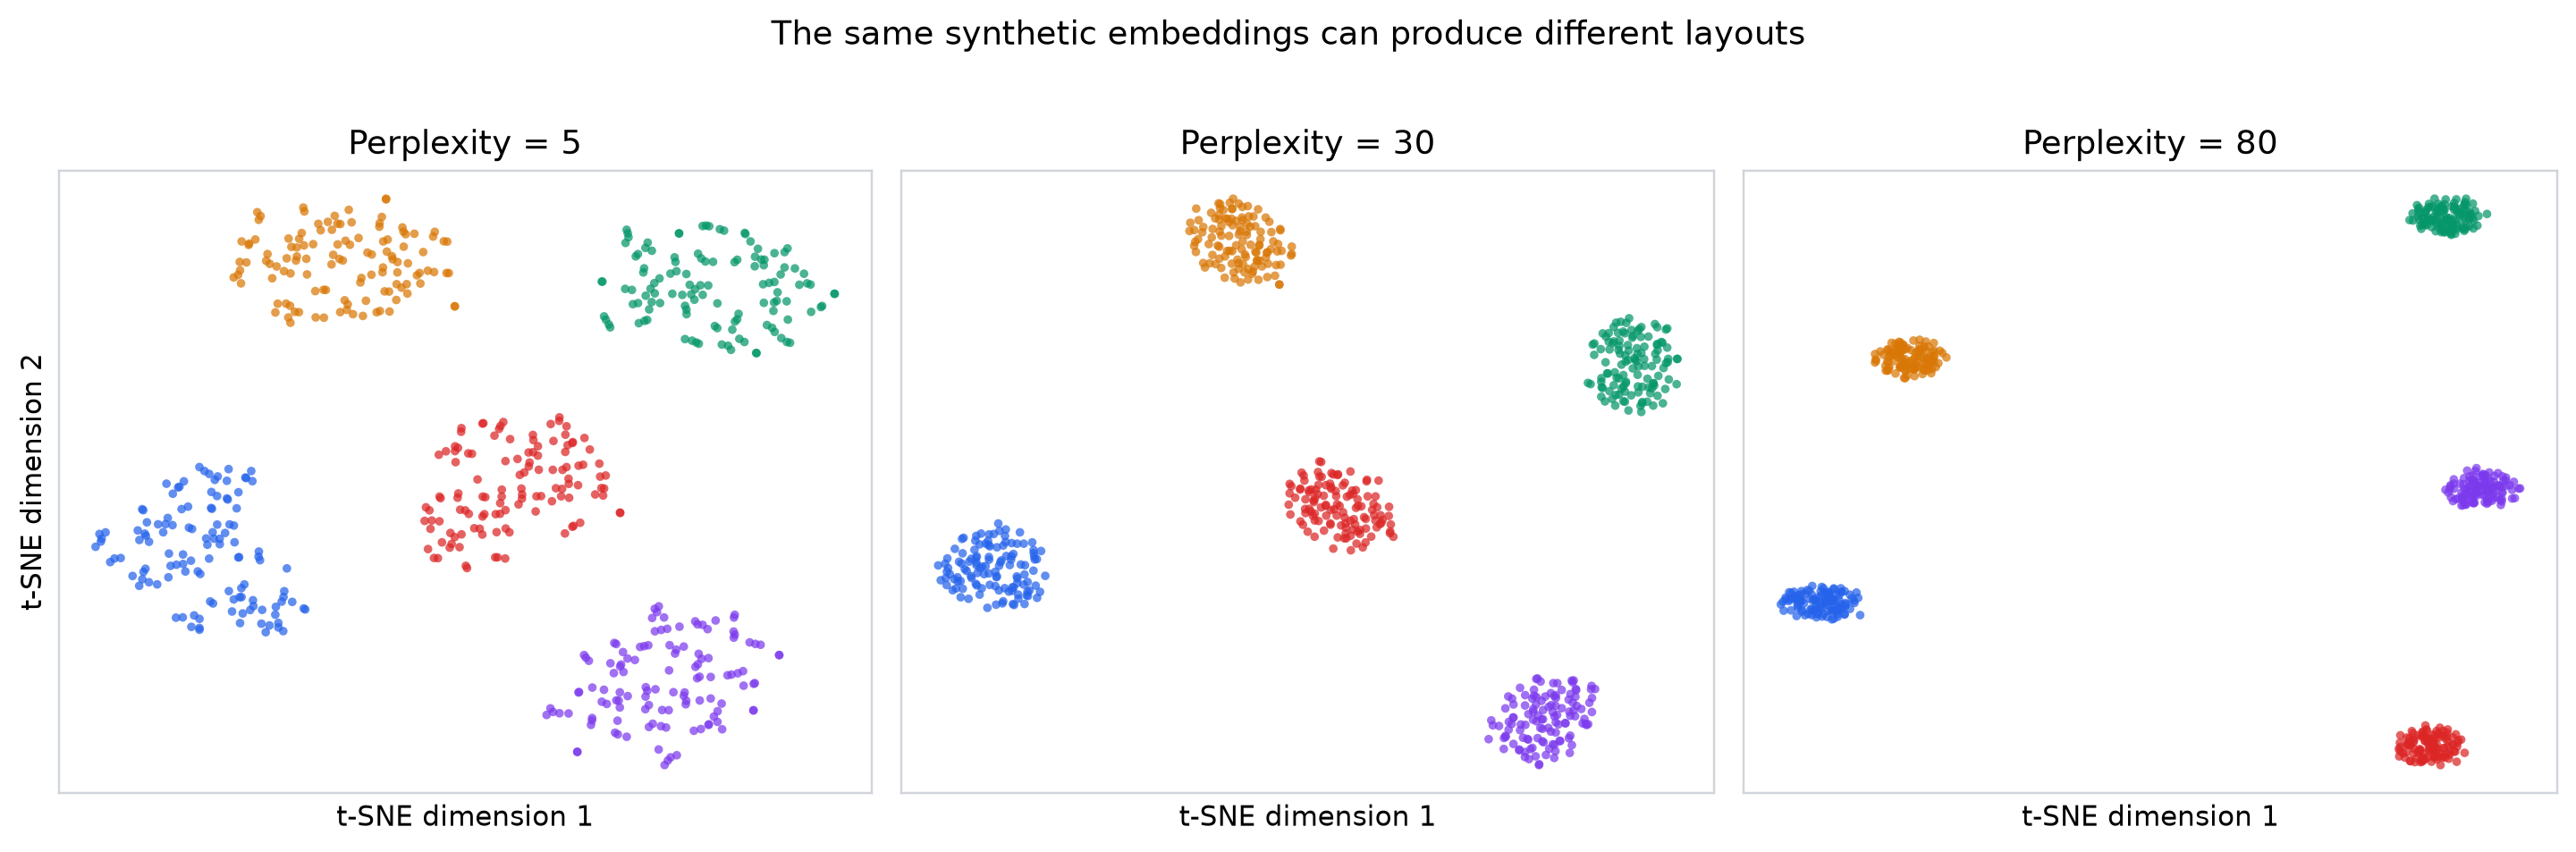 The same synthetic embeddings can produce different layouts
Perplexity = 5
Perplexity = 30
Perplexity = 80
t-SNE dimension 2
t-SNE dimension 1
t-SNE dimension 1
t-SNE dimension 1